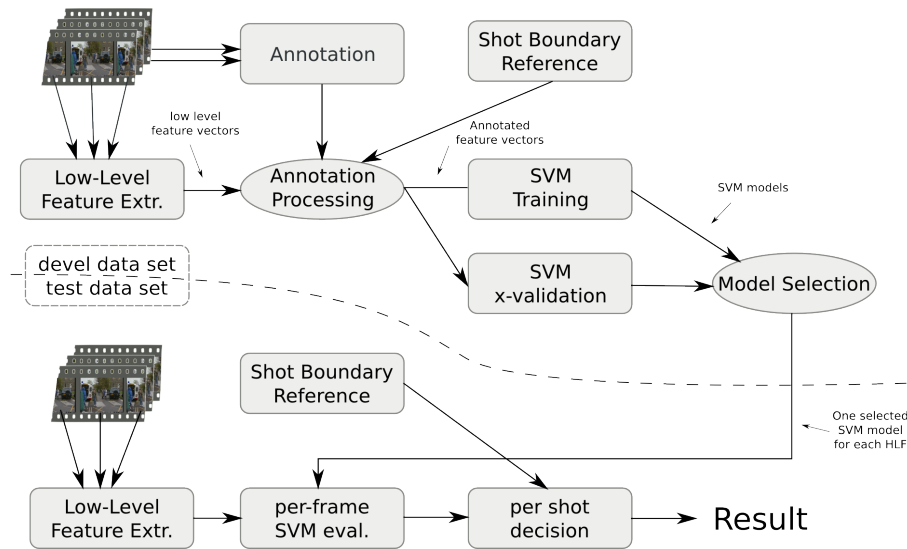 Annotation
Shot Boundary
Reference
low level
feature vectors
Annotated
feature vectors
Low-Level
Feature Extr.
Annotation
Processing
SVM
Training
SVM models
devel data set
test data set
SVM
x-validation
Model Selection
Shot Boundary
Reference
One selected
SVM model
for each HLF
Low-Level
Feature Extr.
per-frame
SVM eval.
per shot
decision
Result